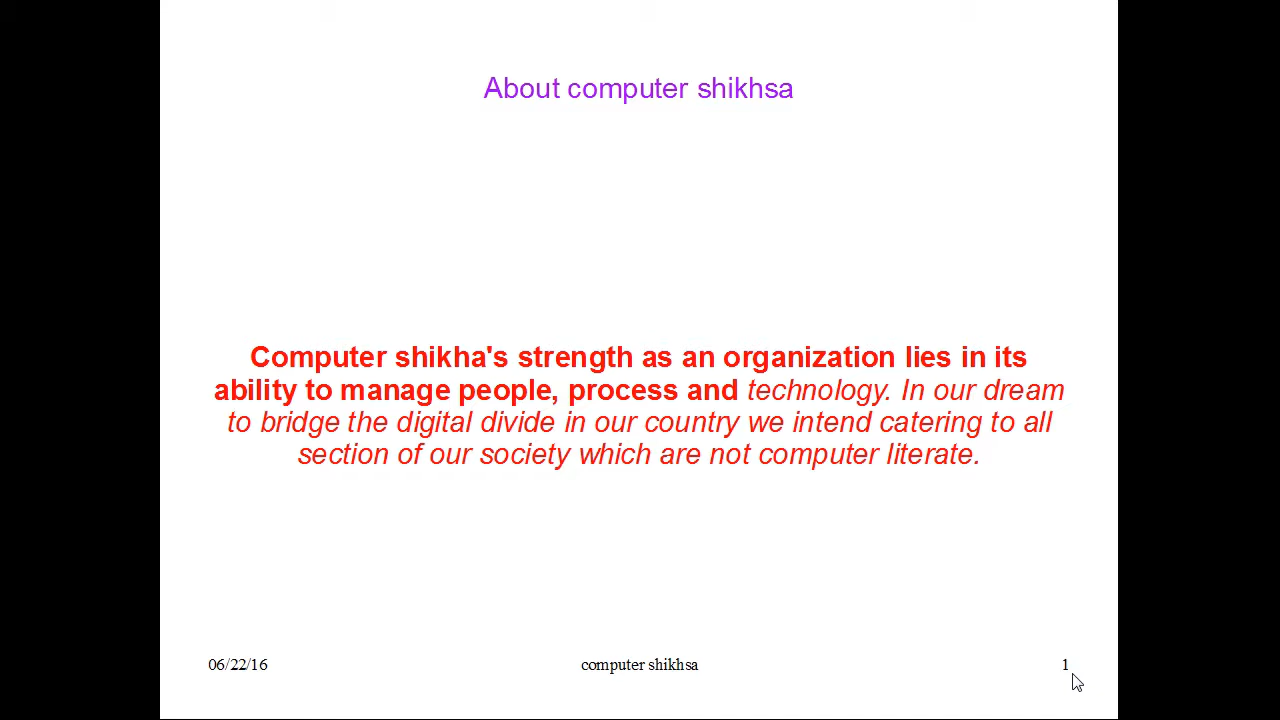 About computer shikhsa
Computer shikha's strength as an organization lies in its
ability to manage people, process and technology. In our dream
to bridge the digital divide in our country we intend catering to all
section of our society which are not computer literate.
06/22/16
computer shikhsa
1